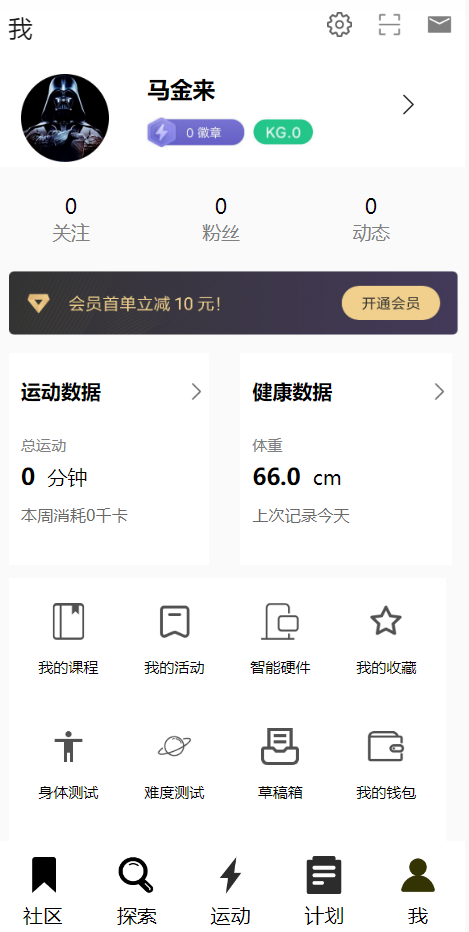 我
马金来
0 徽章
KG.0
0 0 0
关注 粉丝 动态
会员首单立减 10 元！
开通会员
运动数据
总运动
0 分钟
本周消耗0千卡
健康数据
体重
66.0 cm
上次记录今天
我的课程 我的活动 智能硬件 我的收藏
身体测试 难度测试 草稿箱 我的钱包
社区 探索 运动 计划 我